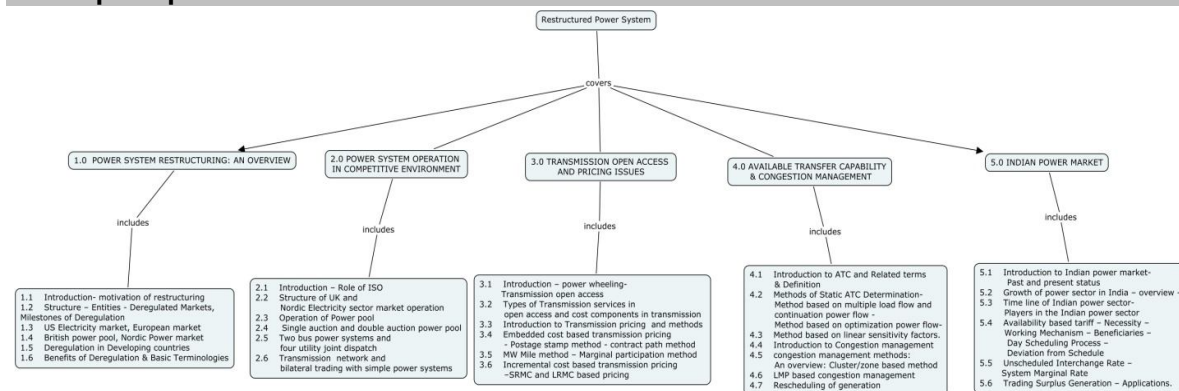 Restructured Power System
covers
1.0 POWER SYSTEM RESTRUCTURING: AN OVERVIEW
2.0 POWER SYSTEM OPERATION
IN COMPETITIVE ENVIRONMENT
3.0 TRANSMISSION OPEN ACCESS
AND PRICING ISSUES
4.0 AVAILABLE TRANSFER CAPABILITY
& CONGESTION MANAGEMENT
5.0 INDIAN POWER MARKET
includes
includes
includes
includes
includes
1.1 Introduction- motivation of restructuring
1.2 Structure – Entities - Deregulated Markets,
Milestones of Deregulation
1.3 US Electricity market, European market
1.4 British power pool, Nordic Power market
1.5 Deregulation in Developing countries
1.6 Benefits of Deregulation & Basic Terminologies
2.1 Introduction – Role of ISO
2.2 Structure of UK and
Nordic Electricity sector market operation
2.3 Operation of Power pool
2.4 Single auction and double auction power pool
2.5 Two bus power systems and
four utility joint dispatch
2.6 Transmission network and
bilateral trading with simple power systems
3.1 Introduction – power wheeling-
Transmission open access
3.2 Types of Transmission services in
open access and cost components in transmission
3.3 Introduction to Transmission pricing and methods
3.4 Embedded cost based transmission pricing
- Postage stamp method - contract path method
3.5 MW Mile method – Marginal participation method
3.6 Incremental cost based transmission pricing
–SRMC and LRMC based pricing
4.1 Introduction to ATC and Related terms
& Definition
4.2 Methods of Static ATC Determination-
Method based on multiple load flow and
continuation power flow -
Method based on optimization power flow-
4.3 Method based on linear sensitivity factors.
4.4 Introduction to Congestion management
4.5 congestion management methods:
An overview: Cluster/zone based method
4.6 LMP based congestion management
4.7 Rescheduling of generation
5.1 Introduction to Indian power market-
Past and present status
5.2 Growth of power sector in India – overview -
5.3 Time line of Indian power sector-
Players in the Indian power sector
5.4 Availability based tariff – Necessity –
Working Mechanism – Beneficiaries –
Day Scheduling Process –
Deviation from Schedule
5.5 Unscheduled Interchange Rate –
System Marginal Rate
5.6 Trading Surplus Generation – Applications.